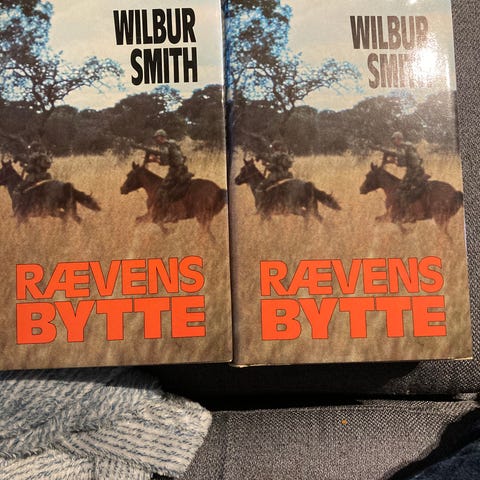 WILBUR
SMITH
RÆVENS
BYTTE
WILBUR
SMITH
RÆVENS
BYTTE